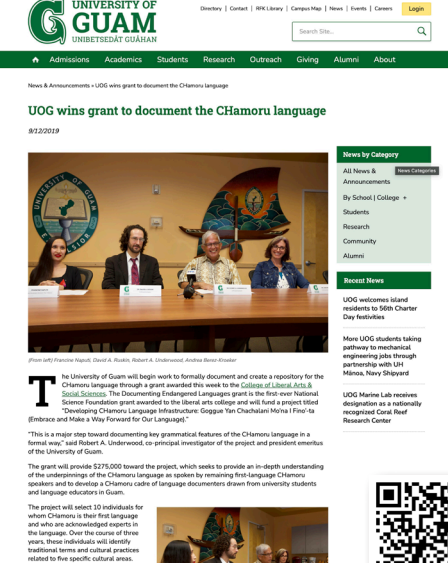 UNIVERSITY OF
GUAM
UNIBETSEDÅT GUÅHAN
Directory | Contact | RFK Library | Campus Map | News | Events | Careers
Login
Search Site...
Admissions Academics Students Research Outreach Giving Alumni About
News & Announcements » UOG wins grant to document the CHamoru language
UOG wins grant to document the CHamoru language
9/12/2019
UNIVERSITY OF GUAM
(From left) Francine Naputi, David A. Ruskin, Robert A. Underwood, Andrea Berez-Kroeker
The University of Guam will begin work to formally document and create a repository for the
CHamoru language through a grant awarded this week to the College of Liberal Arts &
Social Sciences. The Documenting Endangered Languages grant is the first-ever National
Science Foundation grant awarded to the liberal arts college and will fund a project titled
"Developing CHamoru Language Infrastructure: Goggue Yan Chachalani Mo'na I Fino'-ta
(Embrace and Make a Way Forward for Our Language)."
"This is a major step toward documenting key grammatical features of the CHamoru language in a
formal way," said Robert A. Underwood, co-principal investigator of the project and president emeritus
of the University of Guam.
The grant will provide $275,000 toward the project, which seeks to provide an in-depth understanding
of the underpinnings of the CHamoru language as spoken by remaining first-language CHamoru
speakers and to develop a CHamoru cadre of language documenters drawn from university students
and language educators in Guam.
The project will select 10 individuals for
whom CHamoru is their first language
and who are acknowledged experts in
the language. Over the course of three
years, these individuals will identify
traditional terms and cultural practices
related to five specific cultural areas.
News by Category
All News &
Announcements
News Categories
By School | College +
Students
Research
Community
Alumni
Recent News
UOG welcomes island
residents to 56th Charter
Day festivities
More UOG students taking
pathway to mechanical
engineering jobs through
partnership with UH
Mānoa, Navy Shipyard
UOG Marine Lab receives
designation as a nationally
recognized Coral Reef
Research Center